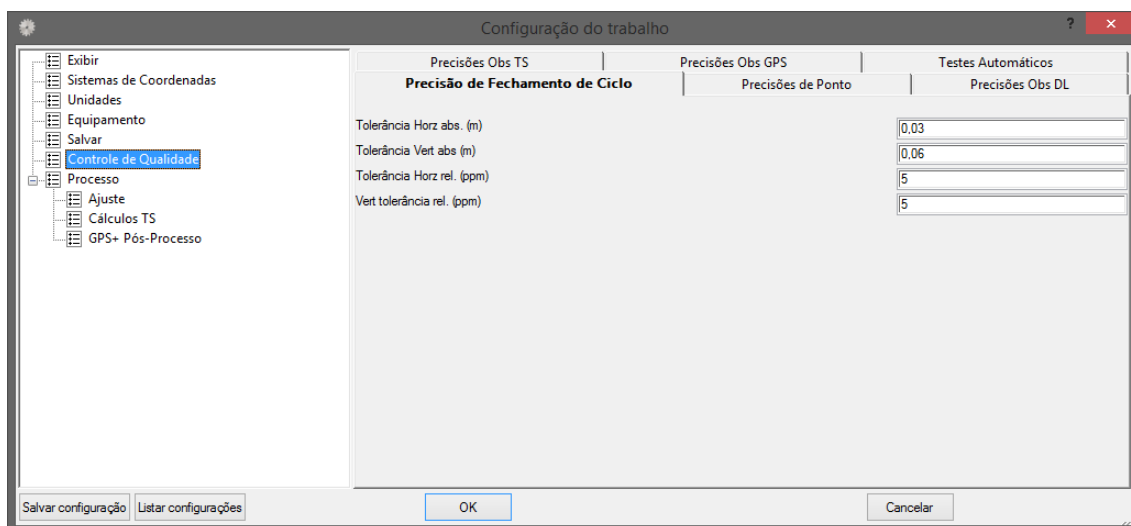 Configuração do trabalho
?
Exibir
Sistemas de Coordenadas
Unidades
Equipamento
Salvar
Controle de Qualidade
Processo
Ajuste
Cálculos TS
GPS+ Pós-Processo
Precisões Obs TS
Precisões Obs GPS
Testes Automáticos
Precisão de Fechamento de Ciclo
Precisões de Ponto
Precisões Obs DL
Tolerância Horz abs. (m) 0,03
Tolerância Vert abs (m) 0,06
Tolerância Horz rel. (ppm) 5
Vert tolerância rel. (ppm) 5
Salvar configuração
Listar configurações
OK
Cancelar